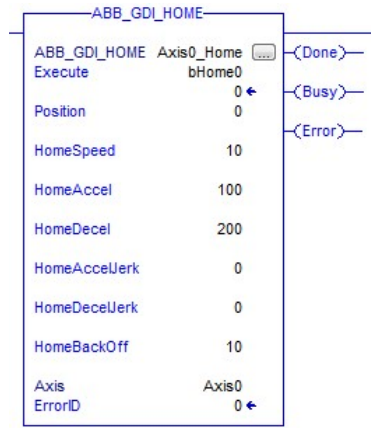 ABB_GDI_HOME
ABB_GDI_HOME Axis0_Home ... (Done)
Execute bHome0
0 (Busy)
Position 0
(Error)
HomeSpeed 10
HomeAccel 100
HomeDecel 200
HomeAccelJerk 0
HomeDecelJerk 0
HomeBackOff 10
Axis Axis0
ErrorID 0